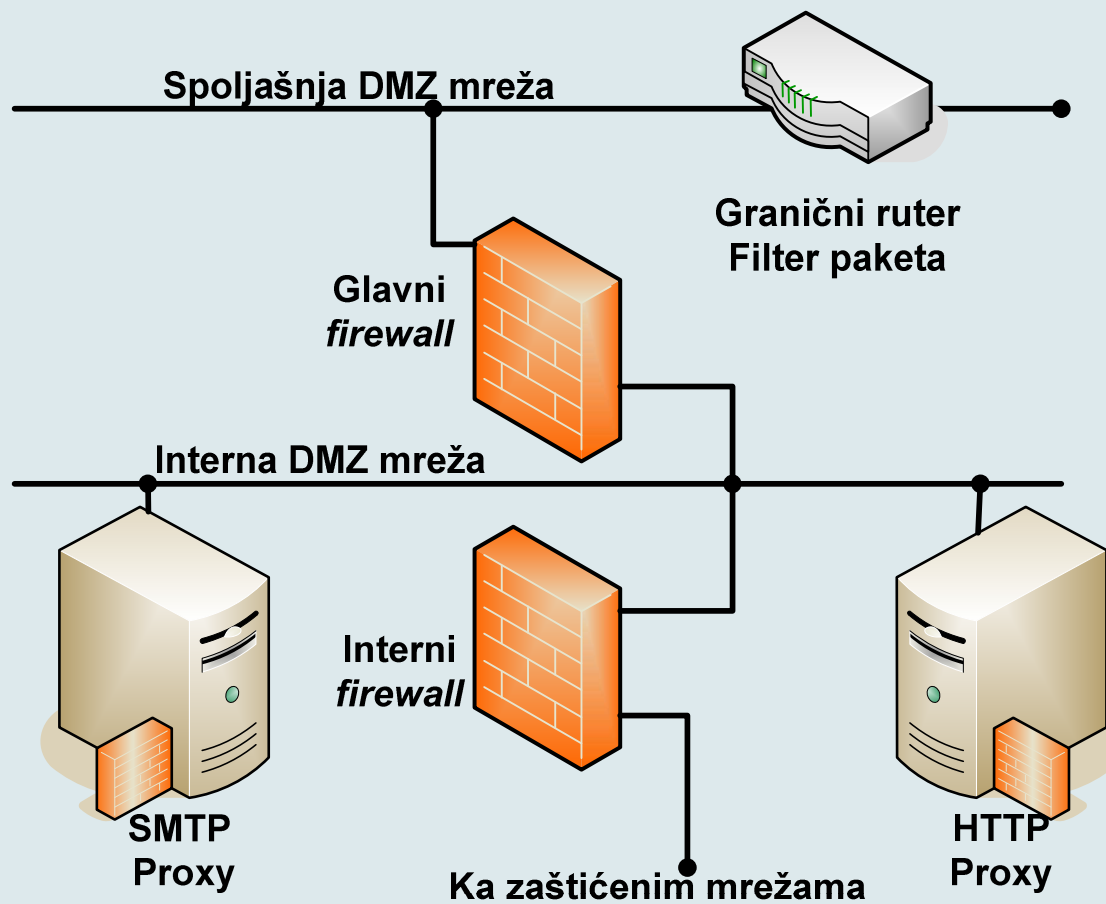 Spoljašnja DMZ mreža
Granični ruter
Filter paketa
Glavni
firewall
Interna DMZ mreža
Interni
firewall
SMTP
Proxy
HTTP
Proxy
Ka zaštićenim mrežama